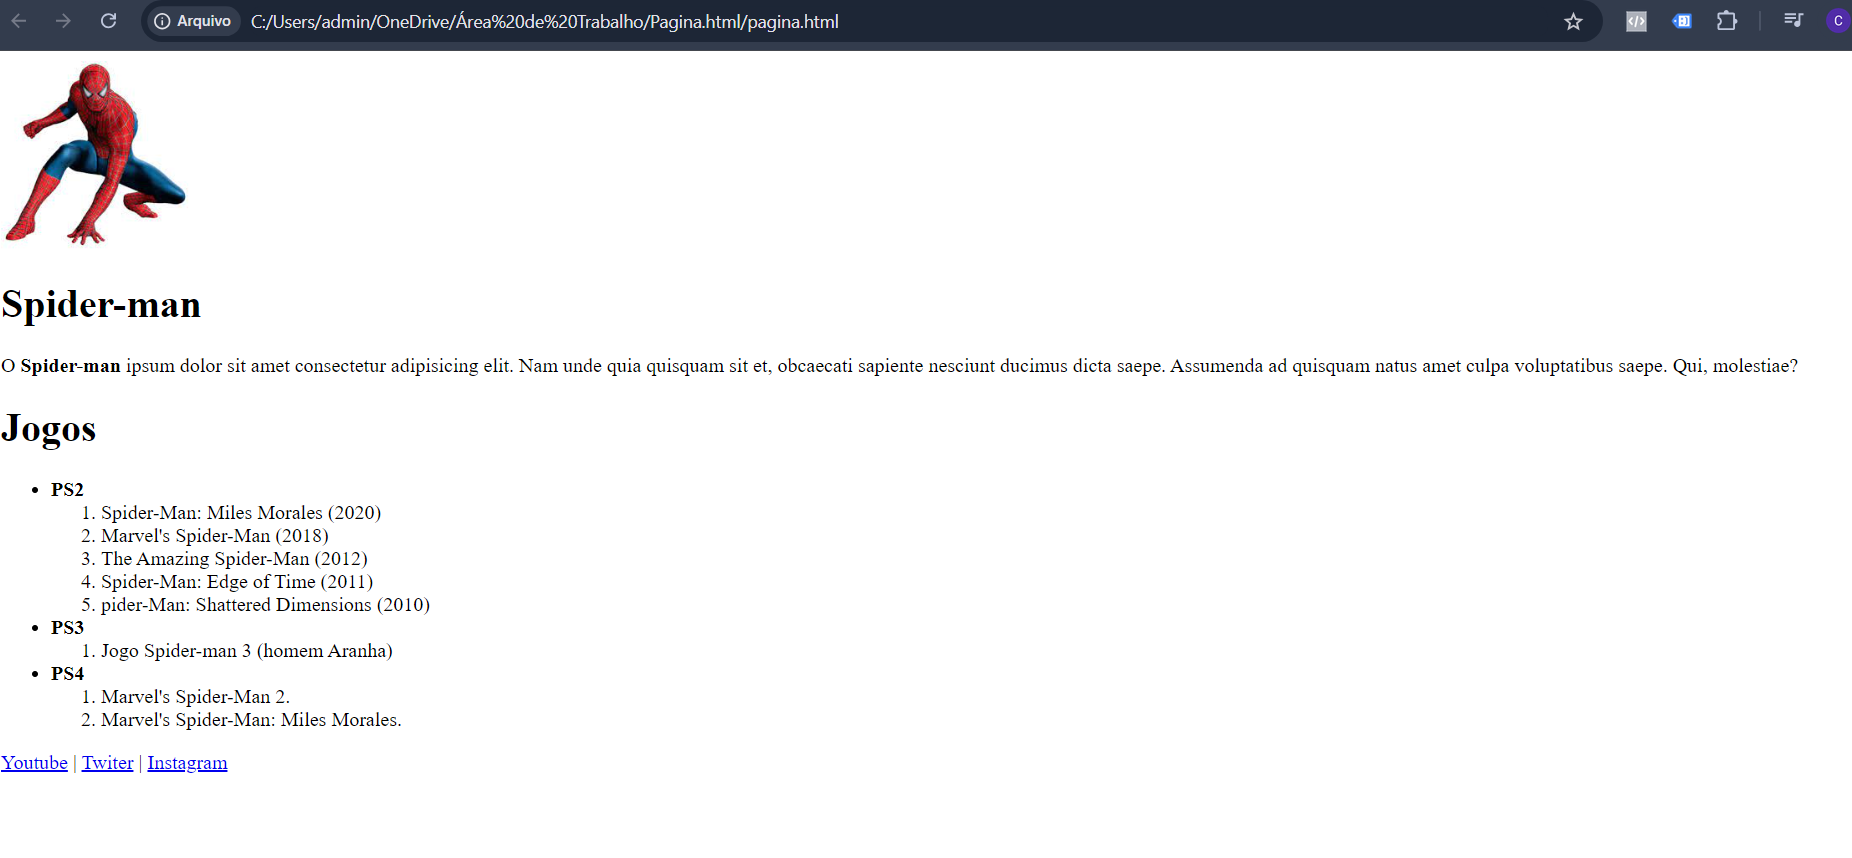 Arquivo C:/Users/admin/OneDrive/Área%20de%20Trabalho/Pagina.html/pagina.html C
Spider-man
O Spider-man ipsum dolor sit amet consectetur adipisicing elit. Nam unde quia quisquam sit et, obcaecati sapiente nesciunt ducimus dicta saepe. Assumenda ad quisquam natus amet culpa voluptatibus saepe. Qui, molestiae?
Jogos
• PS2
1. Spider-Man: Miles Morales (2020)
2. Marvel's Spider-Man (2018)
3. The Amazing Spider-Man (2012)
4. Spider-Man: Edge of Time (2011)
5. pider-Man: Shattered Dimensions (2010)
• PS3
1. Jogo Spider-man 3 (homem Aranha)
• PS4
1. Marvel's Spider-Man 2.
2. Marvel's Spider-Man: Miles Morales.
Youtube | Twiter | Instagram